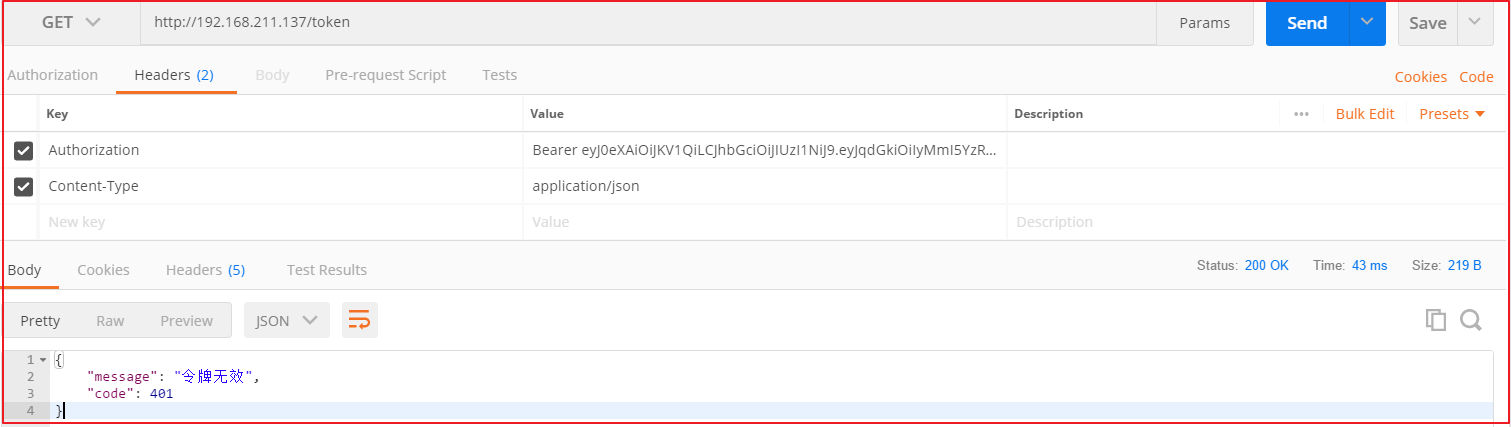 GET http://192.168.211.137/token Params Send Save
Authorization Headers (2) Body Pre-request Script Tests Cookies Code
Key Value Description ••• Bulk Edit Presets
Authorization Bearer eyJ0eXAiOiJKV1QiLCJhbGciOiJIUzI1NiJ9.eyJqdGkiOiIyMmI5YzR...
Content-Type application/json
New key Value Description
Body Cookies Headers (5) Test Results Status: 200 OK Time: 43 ms Size: 219 B
Pretty Raw Preview JSON
1 {
2 "message": "令牌无效",
3 "code": 401
4 }